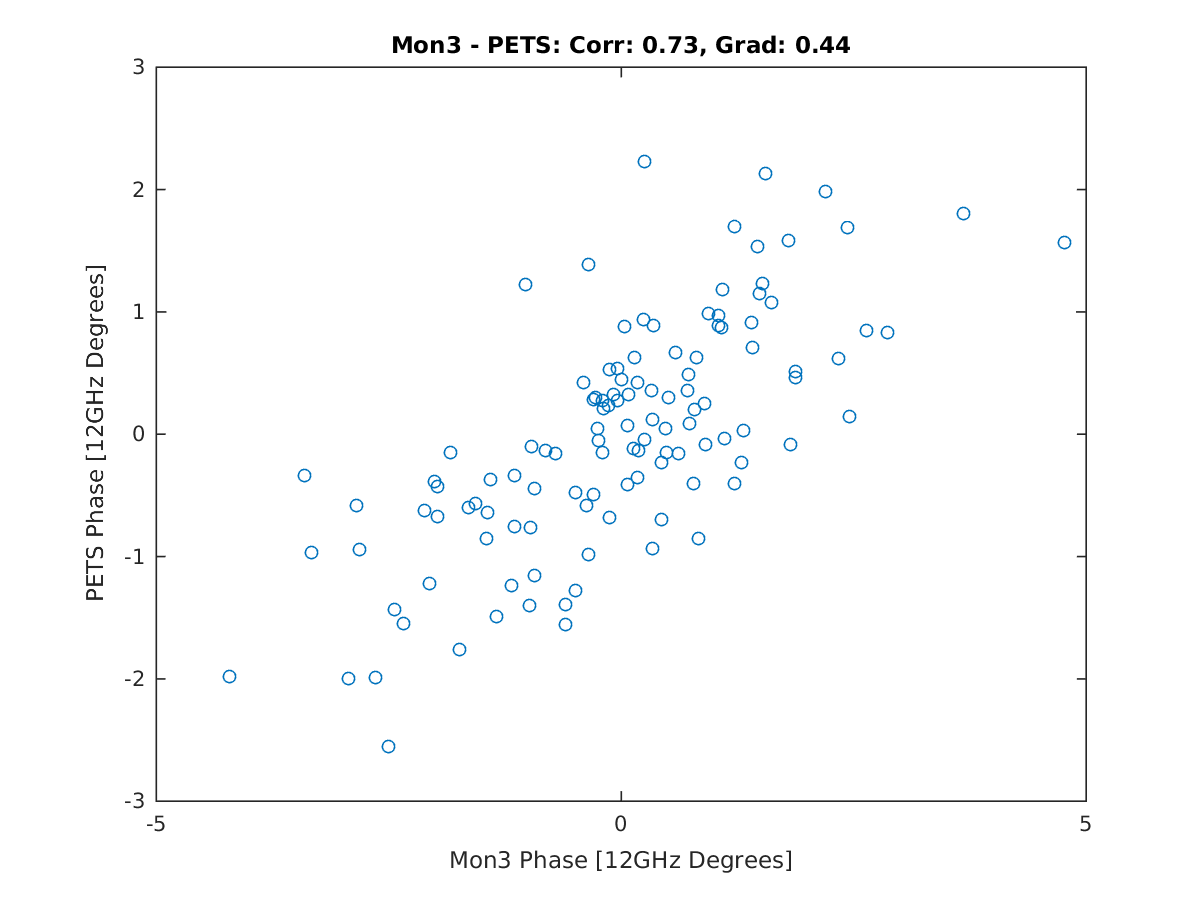 Mon3 - PETS: Corr: 0.73, Grad: 0.44
3
2
1
0
-1
-2
-3
PETS Phase [12GHz Degrees]
-5 0 5
Mon3 Phase [12GHz Degrees]